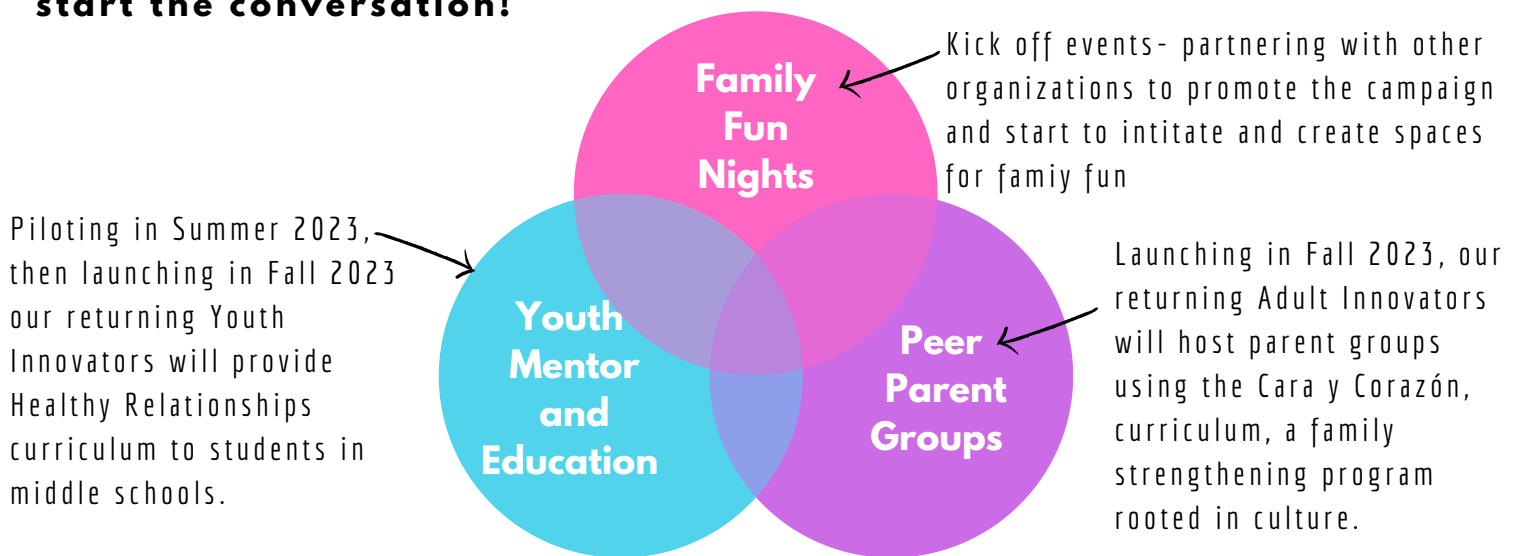 start the conversation!
Family
Fun
Nights
Kick off events- partnering with other
organizations to promote the campaign
and start to intitate and create spaces
for famiy fun
Piloting in Summer 2023,
then launching in Fall 2023
our returning Youth
Innovators will provide
Healthy Relationships
curriculum to students in
middle schools.
Youth
Mentor
and
Education
Peer
Parent
Groups
Launching in Fall 2023, our
returning Adult Innovators
will host parent groups
using the Cara y Corazón,
curriculum, a family
strengthening program
rooted in culture.